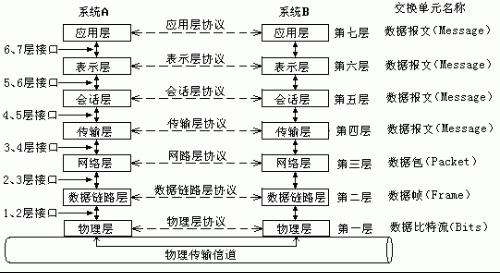 系统A 系统B 交换单元名称
应用层 应用层协议 应用层 第七层 数据报文(Message)
6、7层接口
表示层 表示层协议 表示层 第六层 数据报文(Message)
5、6层接口
会话层 会话层协议 会话层 第五层 数据报文(Message)
4、5层接口
传输层 传输层协议 传输层 第四层 数据报文(Message)
3、4层接口
网络层 网路层协议 网络层 第三层 数据包(Packet)
2、3层接口
数据链路层 数据链路层协议 数据链路层 第二层 数据帧(Frame)
1、2层接口
物理层 物理层协议 物理层 第一层 数据比特流(Bits)
物理传输信道